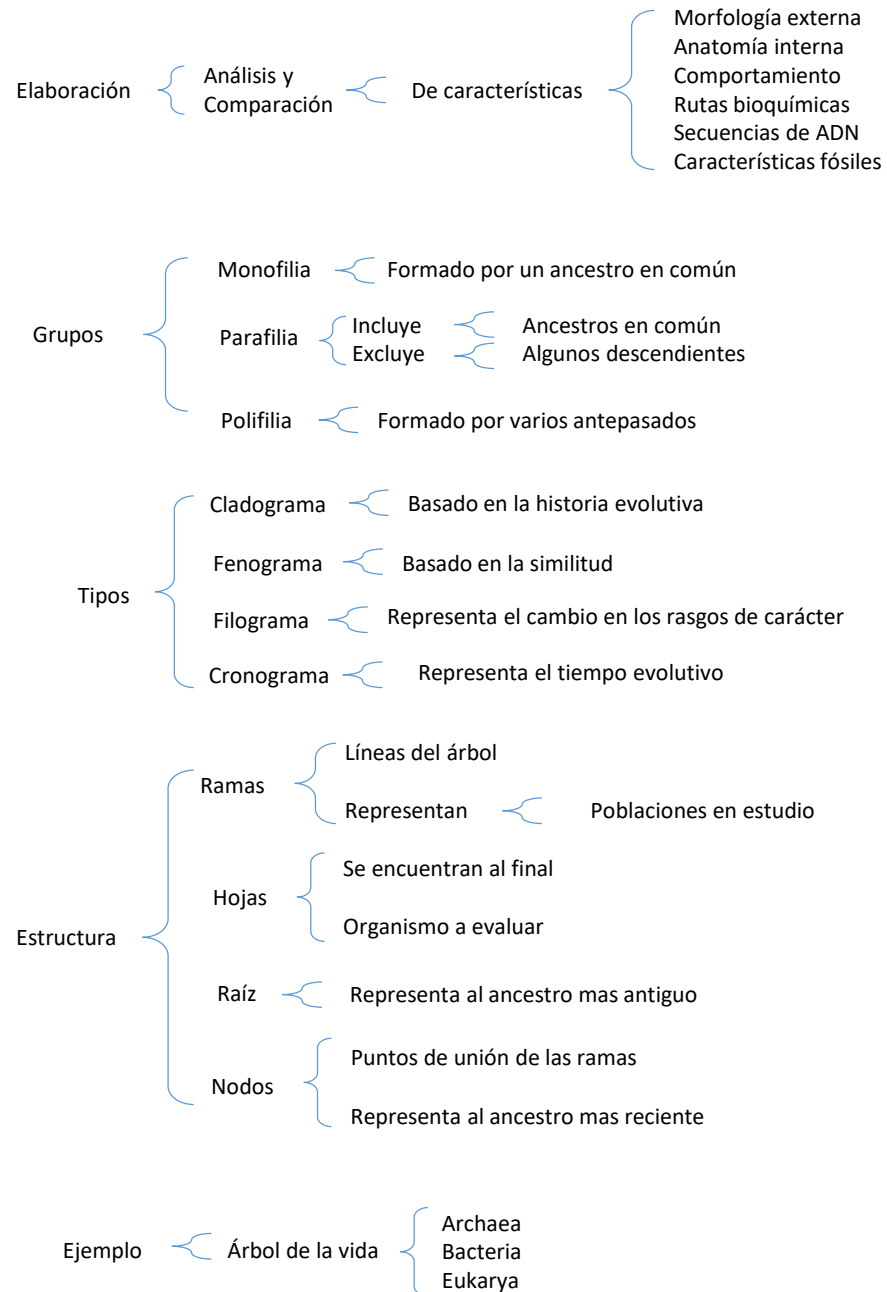 Elaboración
Análisis y
Comparación
De características
Morfología externa
Anatomía interna
Comportamiento
Rutas bioquímicas
Secuencias de ADN
Características fósiles
Grupos
Monofilia
Formado por un ancestro en común
Parafilia
Incluye
Ancestros en común
Excluye
Algunos descendientes
Polifilia
Formado por varios antepasados
Tipos
Cladograma
Basado en la historia evolutiva
Fenograma
Basado en la similitud
Filograma
Representa el cambio en los rasgos de carácter
Cronograma
Representa el tiempo evolutivo
Estructura
Ramas
Líneas del árbol
Representan
Poblaciones en estudio
Hojas
Se encuentran al final
Organismo a evaluar
Raíz
Representa al ancestro mas antiguo
Nodos
Puntos de unión de las ramas
Representa al ancestro mas reciente
Ejemplo
Árbol de la vida
Archaea
Bacteria
Eukarya